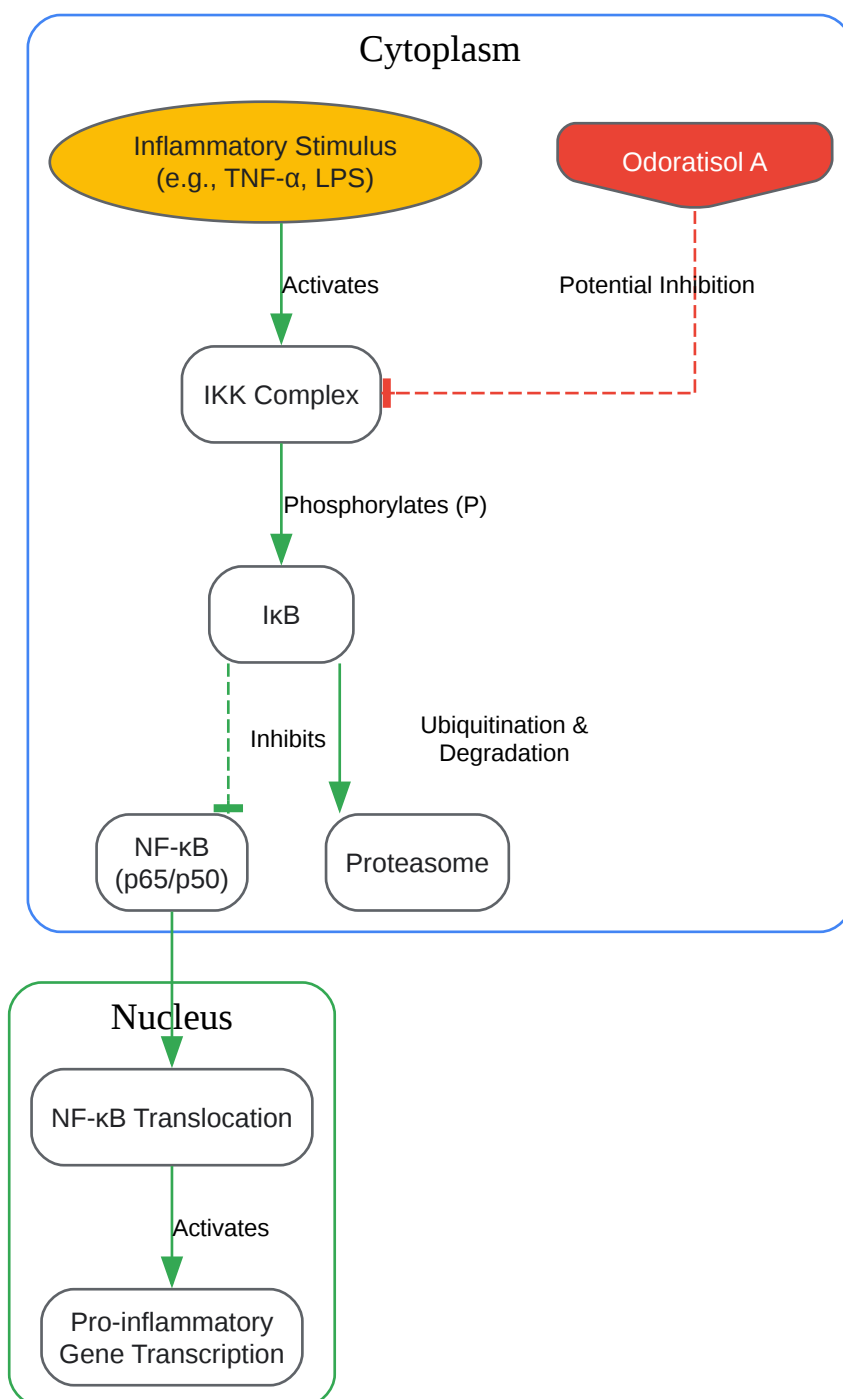 Cytoplasm
Inflammatory Stimulus
(e.g., TNF-α, LPS)
Odoratisol A
Activates
Potential Inhibition
IKK Complex
Phosphorylates (P)
IκB
Inhibits
Ubiquitination &
Degradation
NF-κB
(p65/p50)
Proteasome
Nucleus
NF-κB Translocation
Activates
Pro-inflammatory
Gene Transcription